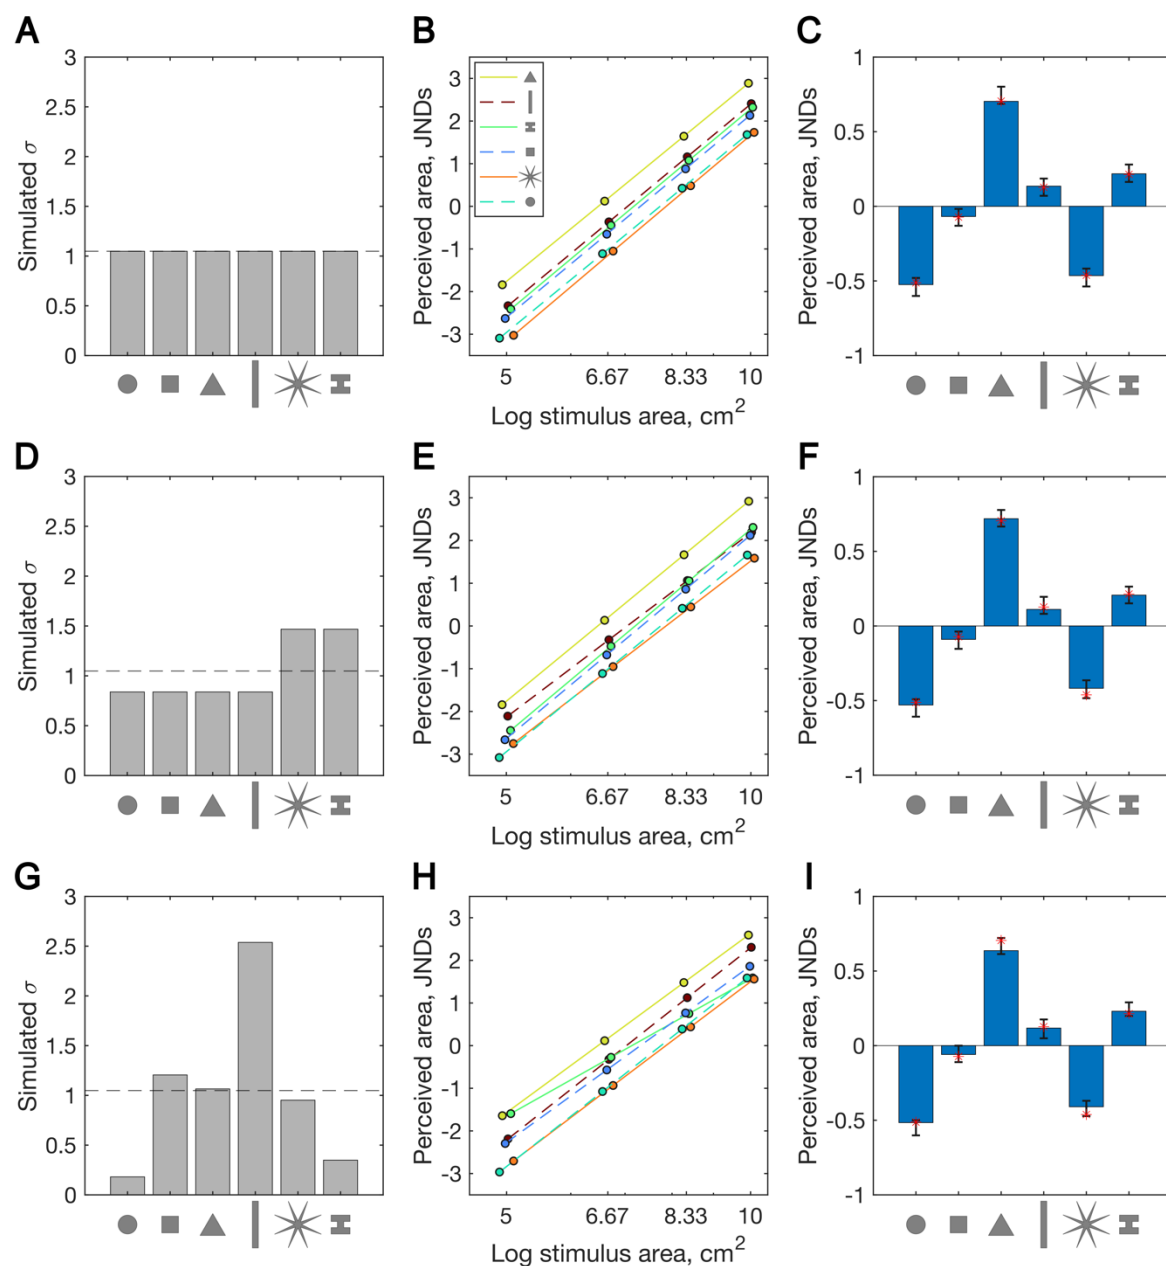 A
3
2.5
2
1.5
1
0.5
0
Simulated σ
B
3
2
1
0
-1
-2
-3
Perceived area, JNDs
5 6.67 8.33 10
Log stimulus area, cm²
C
1
0.5
0
-0.5
-1
Perceived area, JNDs
D
3
2.5
2
1.5
1
0.5
0
Simulated σ
E
3
2
1
0
-1
-2
-3
Perceived area, JNDs
5 6.67 8.33 10
Log stimulus area, cm²
F
1
0.5
0
-0.5
-1
Perceived area, JNDs
G
3
2.5
2
1.5
1
0.5
0
Simulated σ
H
3
2
1
0
-1
-2
-3
Perceived area, JNDs
5 6.67 8.33 10
Log stimulus area, cm²
I
1
0.5
0
-0.5
-1
Perceived area, JNDs